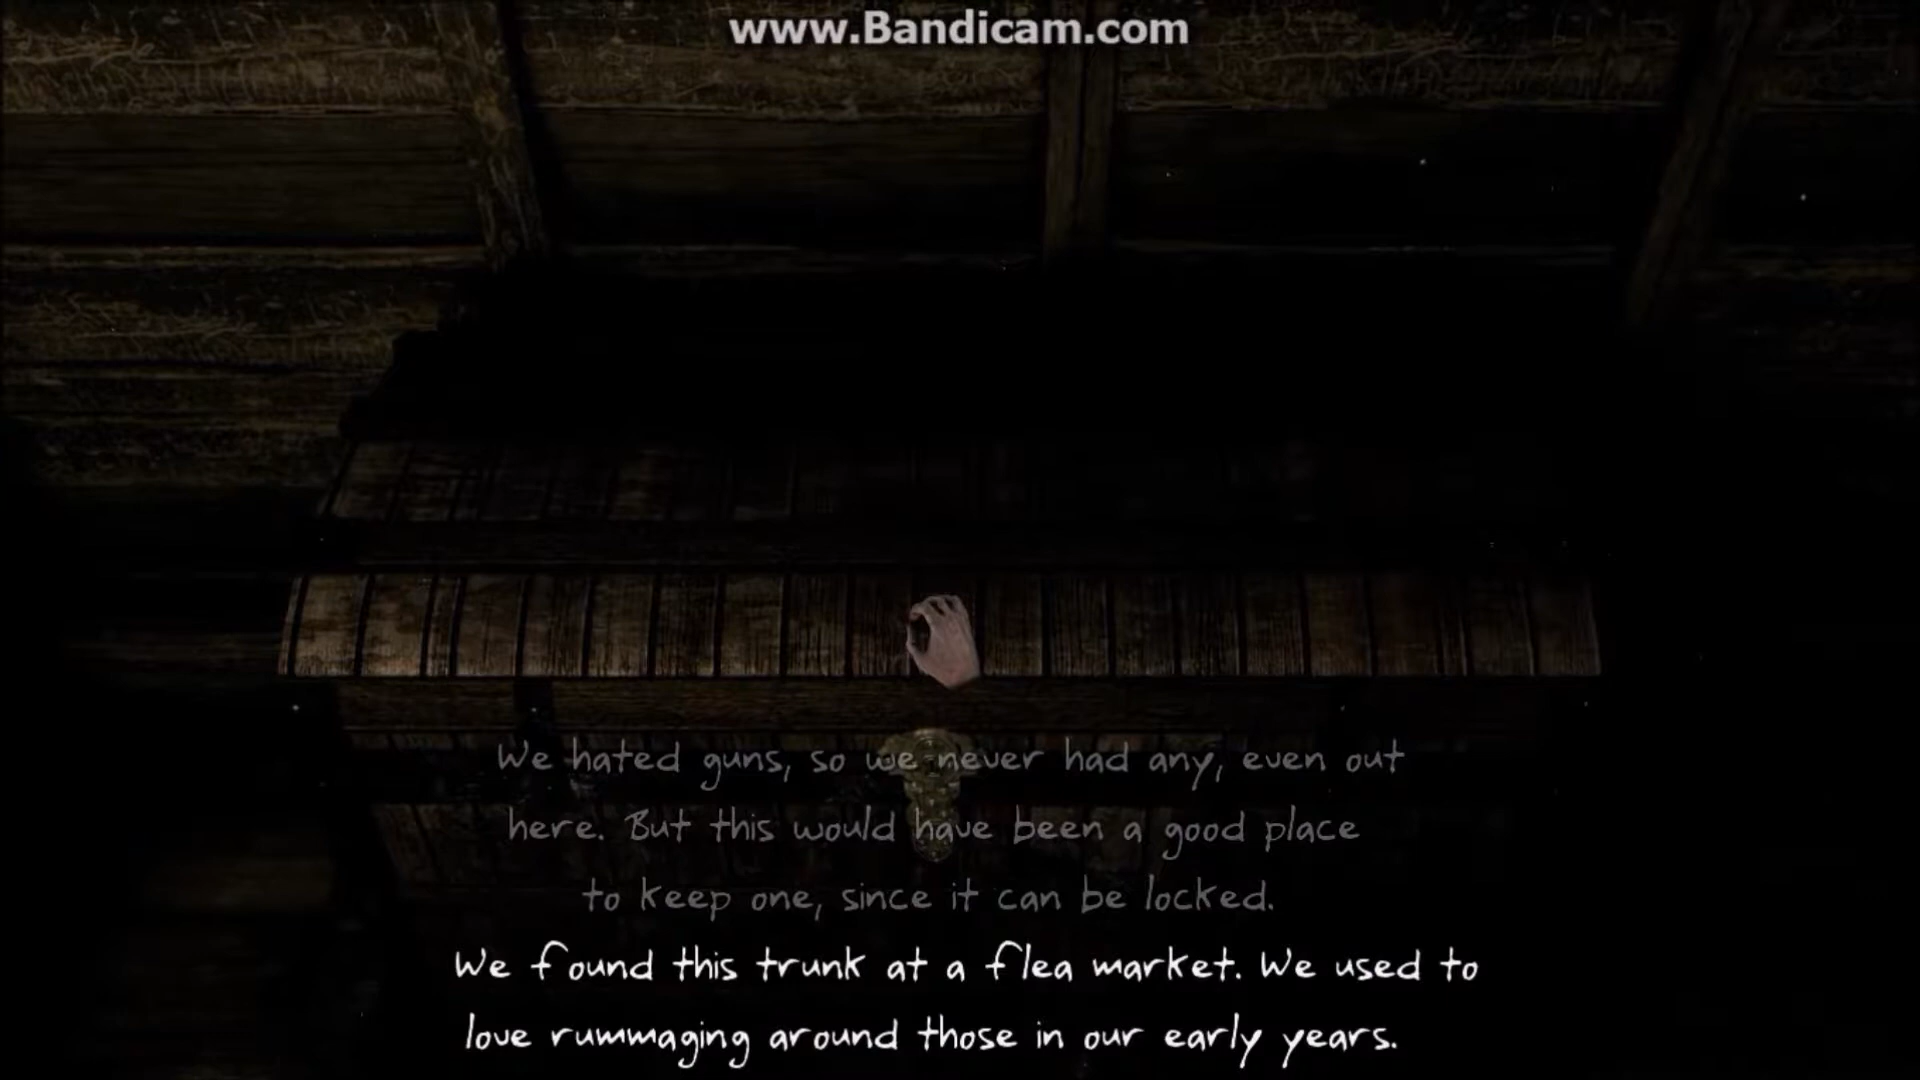 www.Bandicam.com
We hated guns, so we never had any, even out
here. But this would have been a good place
to keep one, since it can be locked.
We found this trunk at a flea market. We used to
love rummaging around those in our early years.